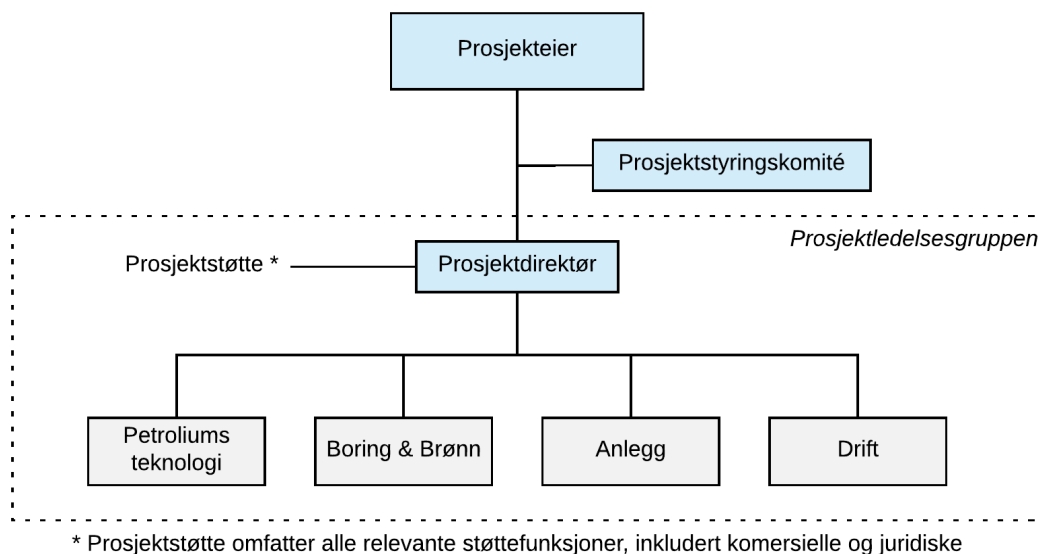 Prosjekteier
Prosjektstyringskomité
Prosjektledelsesgruppen
Prosjektstøtte *
Prosjektdirektør
Petroliums
teknologi
Boring & Brønn
Anlegg
Drift
* Prosjektstøtte omfatter alle relevante støttefunksjoner, inkludert komersielle og juridiske